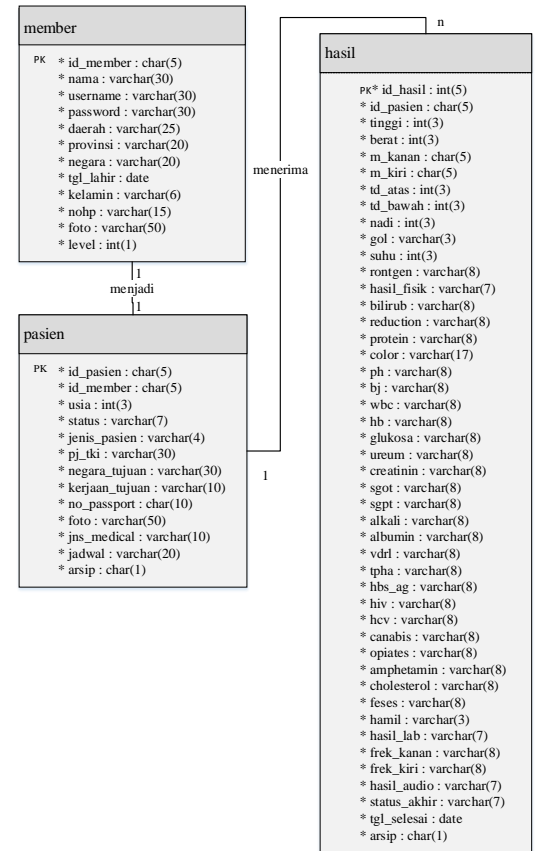 member
PK * id_member : char(5)
* nama : varchar(30)
* username : varchar(30)
* password : varchar(30)
* daerah : varchar(25)
* provinsi : varchar(20)
* negara : varchar(20)
* tgl_lahir : date
* kelamin : varchar(6)
* nohp : varchar(15)
* foto : varchar(50)
* level : int(1)
1
menjadi
1
pasien
PK * id_pasien : char(5)
* id_member : char(5)
* usia : int(3)
* status : varchar(7)
* jenis_pasien : varchar(4)
* pj_tki : varchar(30)
* negara_tujuan : varchar(30)
* kerjaan_tujuan : varchar(10)
* no_passport : char(10)
* foto : varchar(50)
* jns_medical : varchar(10)
* jadwal : varchar(20)
* arsip : char(1)
1
menerima
n
hasil
PK* id_hasil : int(5)
* id_pasien : char(5)
* tinggi : int(3)
* berat : int(3)
* m_kanan : char(5)
* m_kiri : char(5)
* td_atas : int(3)
* td_bawah : int(3)
* nadi : int(3)
* gol : varchar(3)
* suhu : int(3)
* rontgen : varchar(8)
* hasil_fisik : varchar(7)
* bilirub : varchar(8)
* reduction : varchar(8)
* protein : varchar(8)
* color : varchar(17)
* ph : varchar(8)
* bj : varchar(8)
* wbc : varchar(8)
* hb : varchar(8)
* glukosa : varchar(8)
* ureum : varchar(8)
* creatinin : varchar(8)
* sgot : varchar(8)
* sgpt : varchar(8)
* alkali : varchar(8)
* albumin : varchar(8)
* vdrl : varchar(8)
* tpha : varchar(8)
* hbs_ag : varchar(8)
* hiv : varchar(8)
* hcv : varchar(8)
* canabis : varchar(8)
* opiates : varchar(8)
* amphetamin : varchar(8)
* cholesterol : varchar(8)
* feses : varchar(8)
* hamil : varchar(3)
* hasil_lab : varchar(7)
* frek_kanan : varchar(8)
* frek_kiri : varchar(8)
* hasil_audio : varchar(7)
* status_akhir : varchar(7)
* tgl_selesai : date
* arsip : char(1)